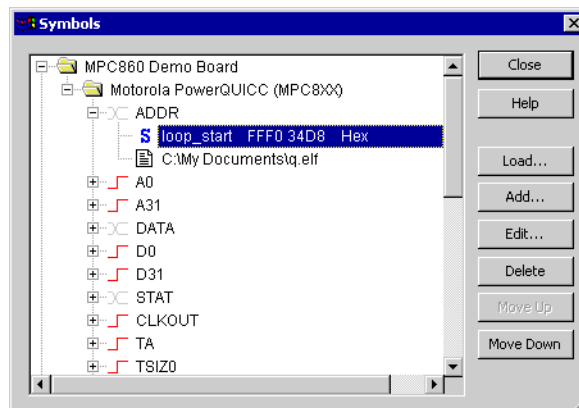 Symbols
MPC860 Demo Board
Motorola PowerQUICC (MPC8XX)
ADDR
S loop_start FFF0 34D8 Hex
C:\My Documents\q.elf
A0
A31
DATA
D0
D31
STAT
CLKOUT
TA
TSIZ0
Close
Help
Load...
Add...
Edit...
Delete
Move Up
Move Down